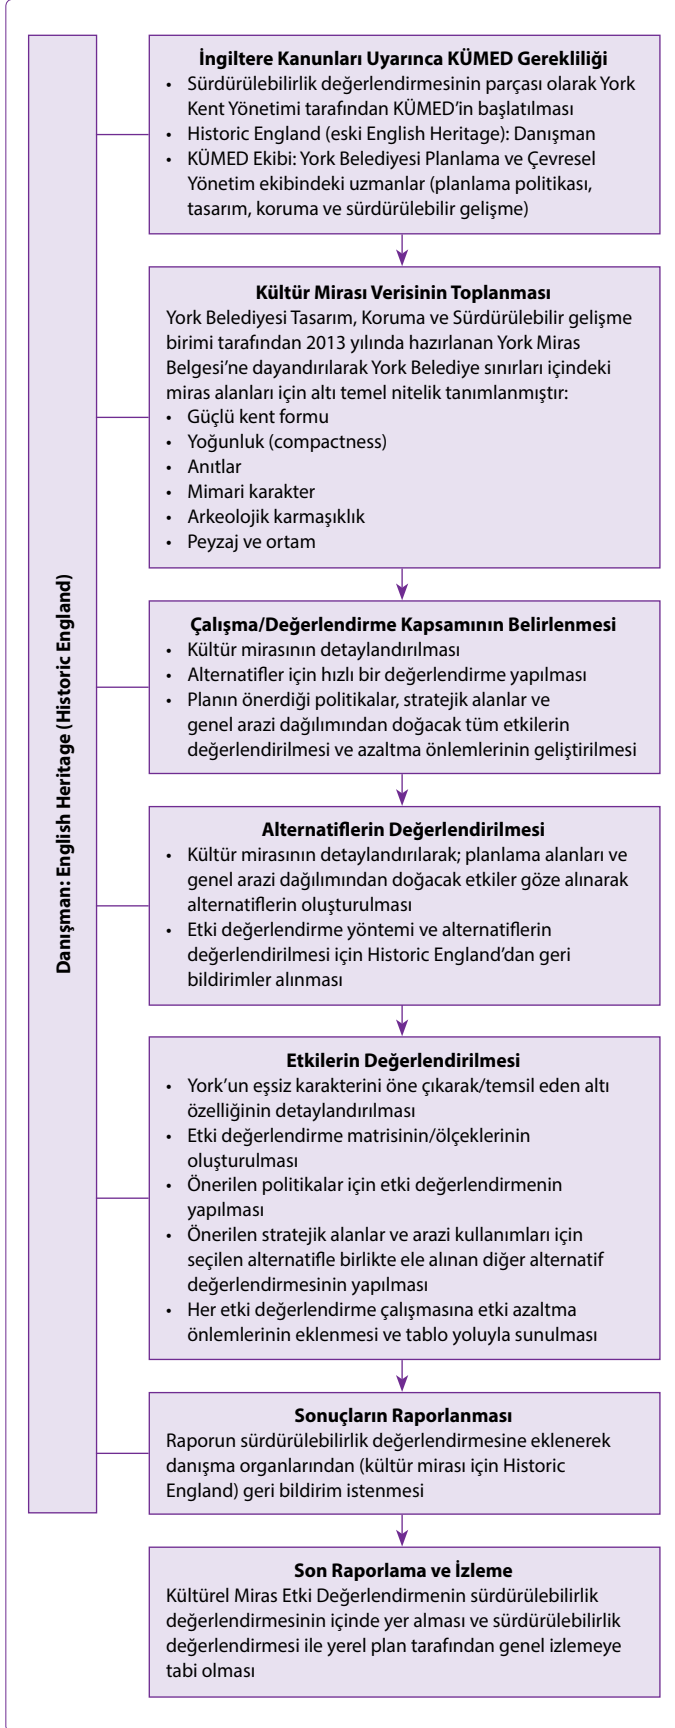 Danışman: English Heritage (Historic England)
İngiltere Kanunları Uyarınca KÜMED Gerekliliği
• Sürdürülebilirlik değerlendirmesinin parçası olarak York
Kent Yönetimi tarafından KÜMED’in başlatılması
• Historic England (eski English Heritage): Danışman
• KÜMED Ekibi: York Belediyesi Planlama ve Çevresel
Yönetim ekibindeki uzmanlar (planlama politikası,
tasarım, koruma ve sürdürülebilir gelişme)
Kültür Mirası Verisinin Toplanması
York Belediyesi Tasarım, Koruma ve Sürdürülebilir gelişme
birimi tarafından 2013 yılında hazırlanan York Miras
Belgesi’ne dayandırılarak York Belediye sınırları içindeki
miras alanları için altı temel nitelik tanımlanmıştır:
• Güçlü kent formu
• Yoğunluk (compactness)
• Anıtlar
• Mimari karakter
• Arkeolojik karmaşıklık
• Peyzaj ve ortam
Çalışma/Değerlendirme Kapsamının Belirlenmesi
• Kültür mirasının detaylandırılması
• Alternatifler için hızlı bir değerlendirme yapılması
• Planın önerdiği politikalar, stratejik alanlar ve
genel arazi dağılımından doğacak tüm etkilerin
değerlendirilmesi ve azaltma önlemlerinin geliştirilmesi
Alternatiflerin Değerlendirilmesi
• Kültür mirasının detaylandırılarak; planlama alanları ve
genel arazi dağılımından doğacak etkiler göze alınarak
alternatiflerin oluşturulması
• Etki değerlendirme yöntemi ve alternatiflerin
değerlendirilmesi için Historic England’dan geri
bildirimler alınması
Etkilerin Değerlendirilmesi
• York’un eşsiz karakterini öne çıkarak/temsil eden altı
özelliğinin detaylandırılması
• Etki değerlendirme matrisinin/ölçeklerinin
oluşturulması
• Önerilen politikalar için etki değerlendirmenin
yapılması
• Önerilen stratejik alanlar ve arazi kullanımları için
seçilen alternatifle birlikte ele alınan diğer alternatif
değerlendirmesinin yapılması
• Her etki değerlendirme çalışmasına etki azaltma
önlemlerinin eklenmesi ve tablo yoluyla sunulması
Sonuçların Raporlanması
Raporun sürdürülebilirlik değerlendirmesine eklenerek
danışma organlarından (kültür mirası için Historic
England) geri bildirim istenmesi
Son Raporlama ve İzleme
Kültürel Miras Etki Değerlendirmenin sürdürülebilirlik
değerlendirmesinin içinde yer alması ve sürdürülebilirlik
değerlendirmesi ile yerel plan tarafından genel izlemeye
tabi olması